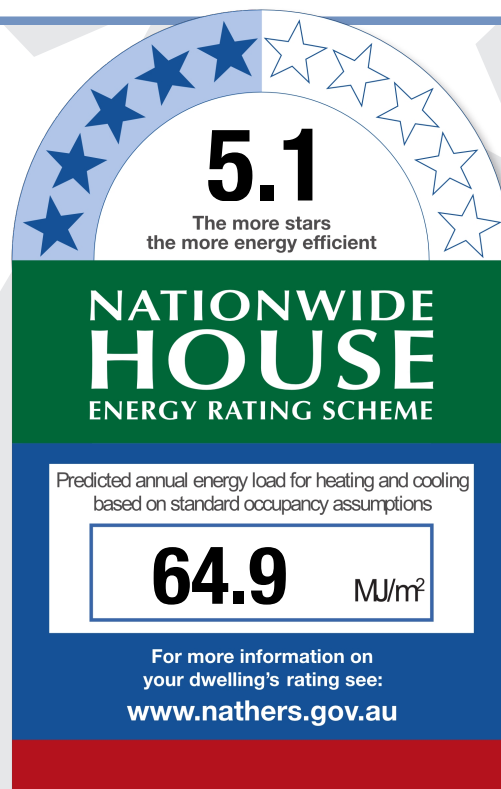 5.1
The more stars
the more energy efficient
NATIONWIDE
HOUSE
ENERGY RATING SCHEME
Predicted annual energy load for heating and cooling
based on standard occupancy assumptions
64.9 MJ/m²
For more information on
your dwelling's rating see:
www.nathers.gov.au